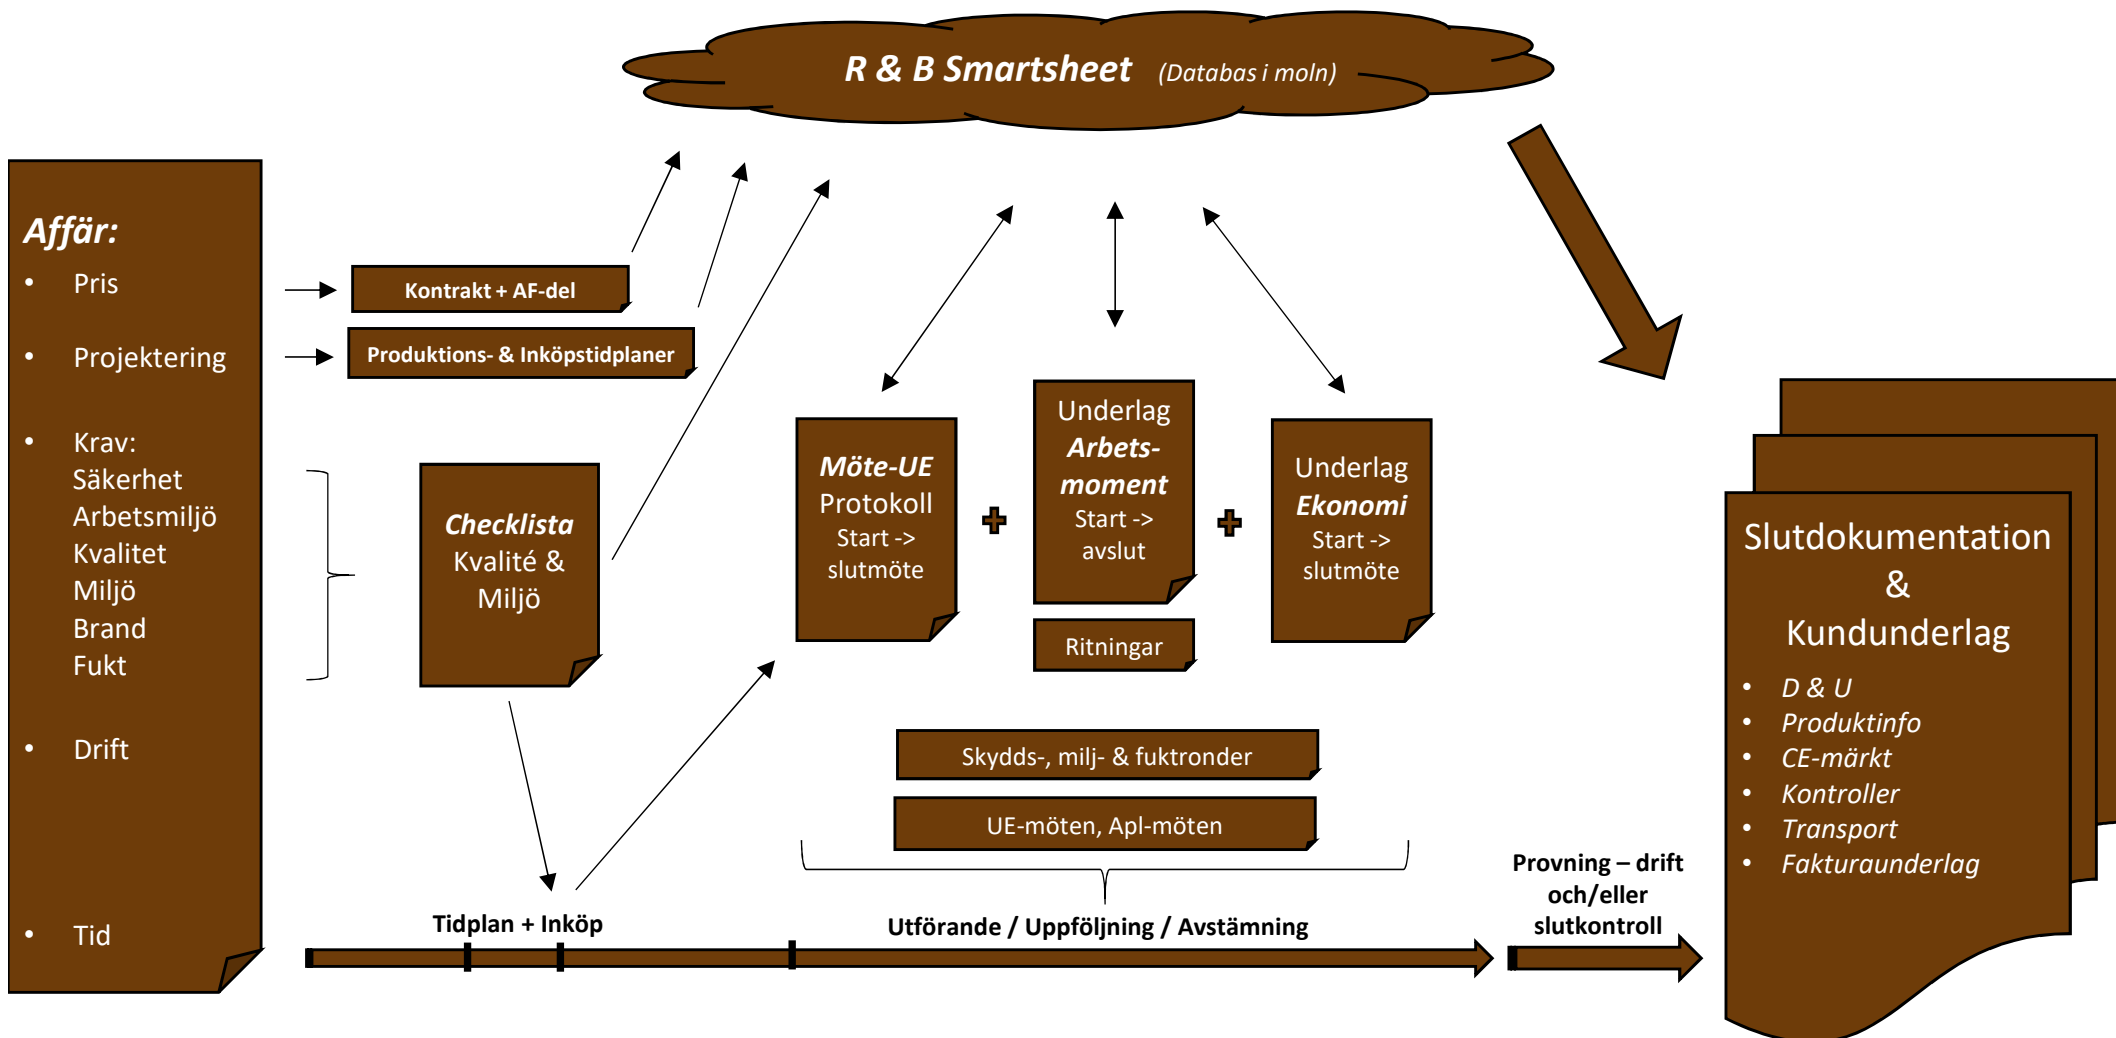 R & B Smartsheet (Databas i moln)
Affär:
• Pris
• Projektering
• Krav:
Säkerhet
Arbetsmiljö
Kvalitet
Miljö
Brand
Fukt
• Drift
• Tid
Kontrakt + AF-del
Produktions- & Inköpstidplaner
Checklista
Kvalité &
Miljö
Möte-UE
Protokoll
Start ->
slutmöte
Underlag
Arbets-
moment
Start ->
avslut
Ritningar
Underlag
Ekonomi
Start ->
slutmöte
Skydds-, milj- & fuktronder
UE-möten, Apl-möten
Tidplan + Inköp
Utförande / Uppföljning / Avstämning
Provning – drift
och/eller
slutkontroll
Slutdokumentation
&
Kundunderlag
• D & U
• Produktinfo
• CE-märkt
• Kontroller
• Transport
• Fakturaunderlag